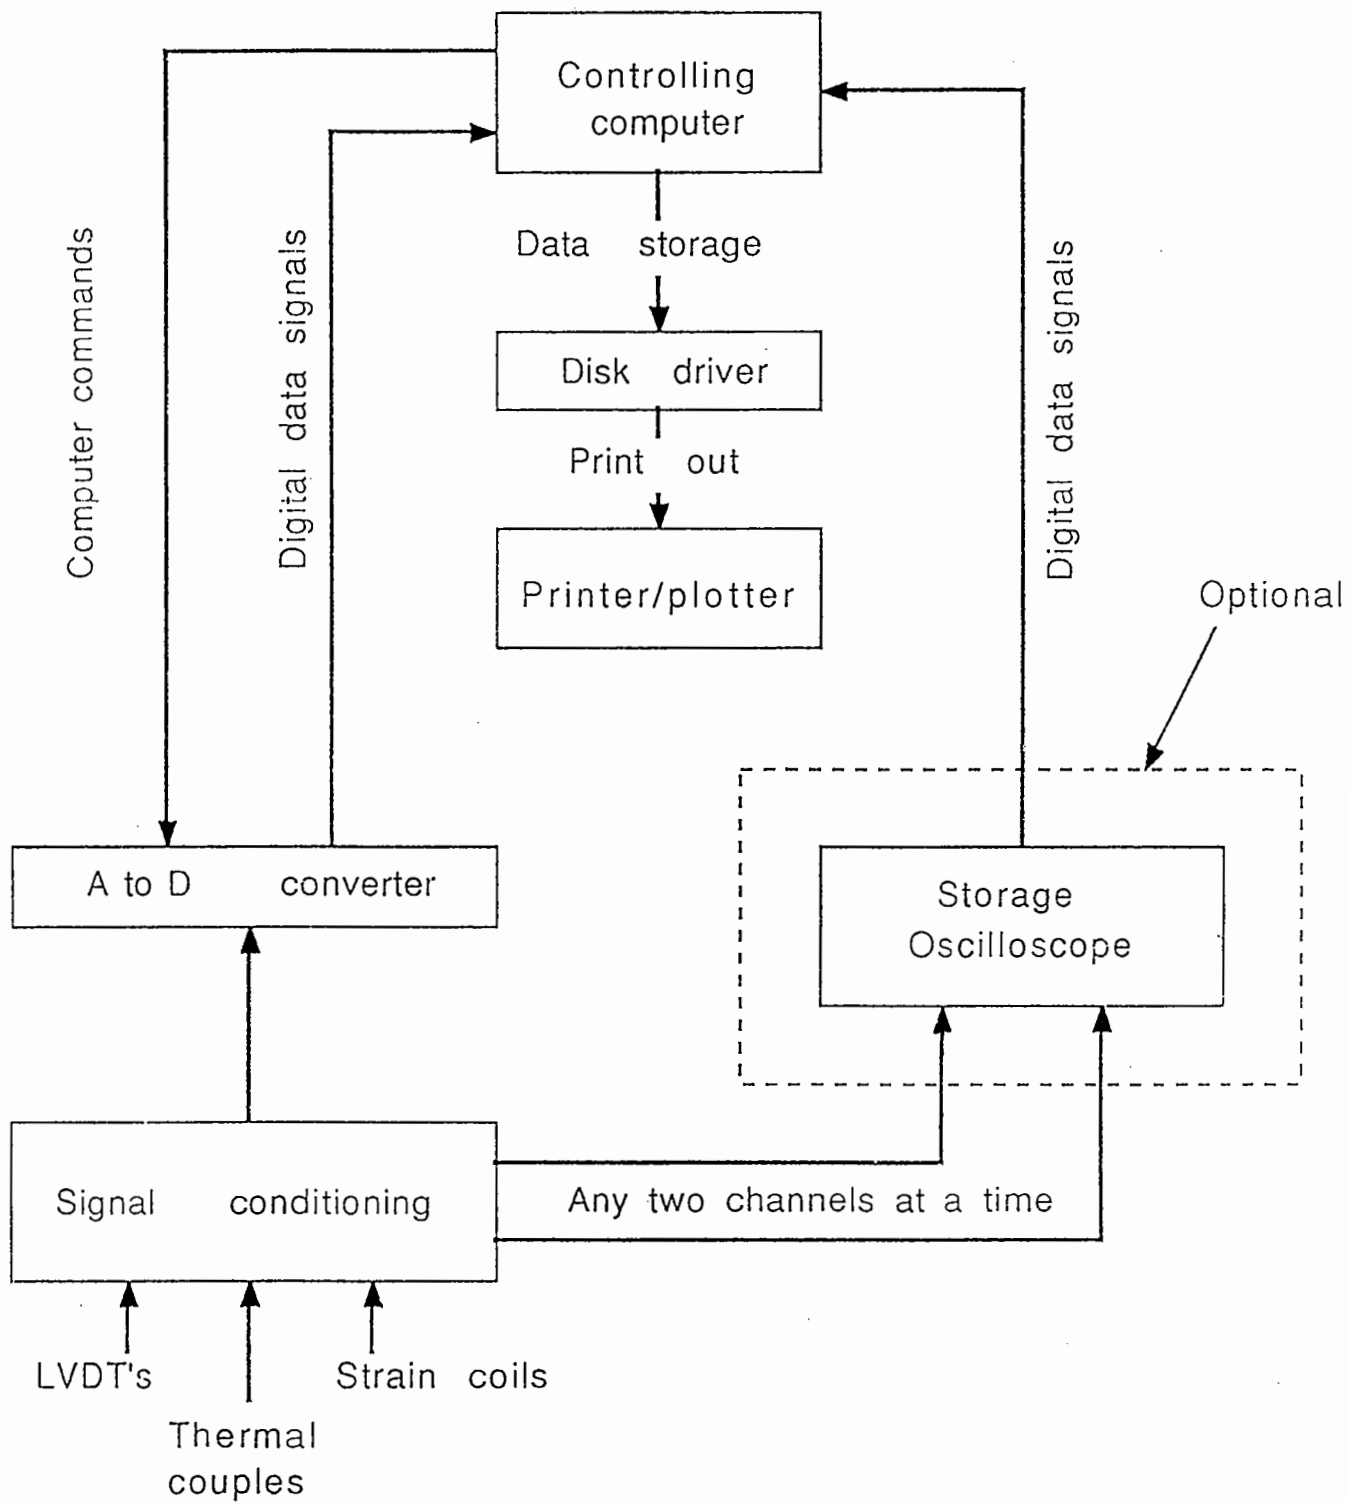 Controlling
computer
Computer commands
Digital data signals
Data storage
Digital data signals
Disk driver
Print out
Printer/plotter
Optional
A to D converter
Storage
Oscilloscope
Signal conditioning
Any two channels at a time
LVDT's
Strain coils
Thermal
couples